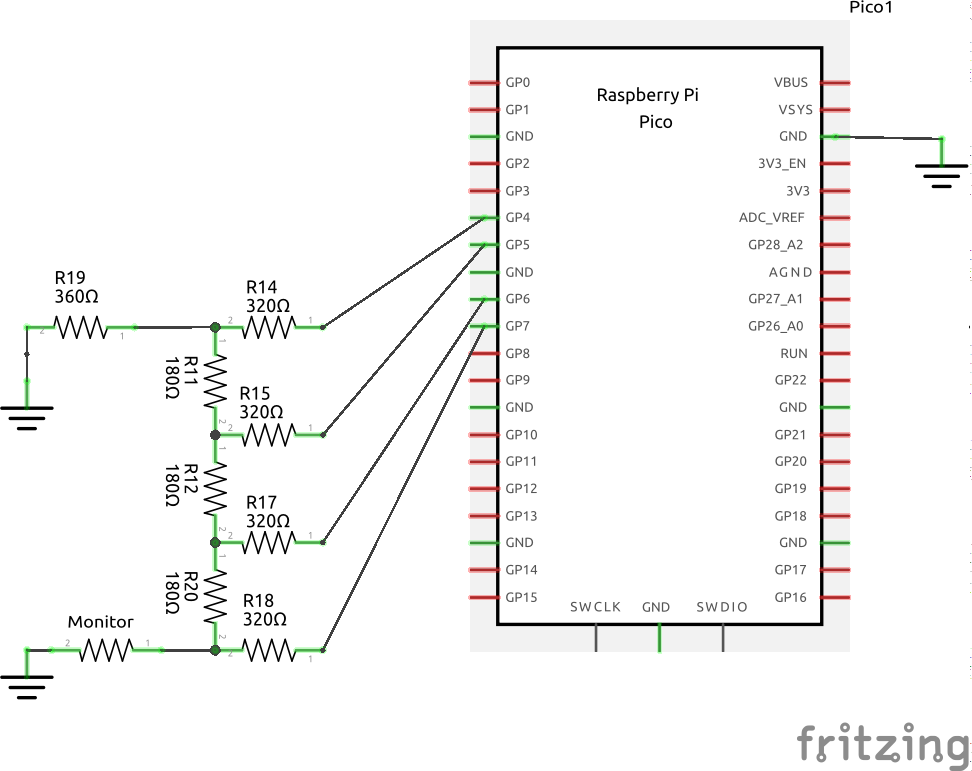 Pico1
Raspberry Pi
Pico
GP0
GP1
GND
GP2
GP3
GP4
GP5
GND
GP6
GP7
GP8
GP9
GND
GP10
GP11
GP12
GP13
GND
GP14
GP15
VBUS
VSYS
GND
3V3_EN
3V3
ADC_VREF
GP28_A2
AGND
GP27_A1
GP26_A0
RUN
GP22
GND
GP21
GP20
GP19
GP18
GND
GP17
GP16
SWCLK GND SWDIO
R19
360Ω
2 1
R14
320Ω
2 1
R11
180Ω
1 2
R15
320Ω
2 1
R12
180Ω
1 2
R17
320Ω
2 1
R20
180Ω
1 2
R18
320Ω
2 1
Monitor
2 1
fritzing